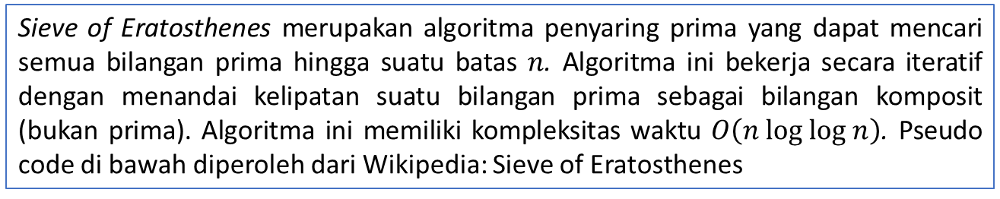 Sieve of Eratosthenes merupakan algoritma penyaring prima yang dapat mencari
semua bilangan prima hingga suatu batas n. Algoritma ini bekerja secara iteratif
dengan menandai kelipatan suatu bilangan prima sebagai bilangan komposit
(bukan prima). Algoritma ini memiliki kompleksitas waktu O(n log log n). Pseudo
code di bawah diperoleh dari Wikipedia: Sieve of Eratosthenes